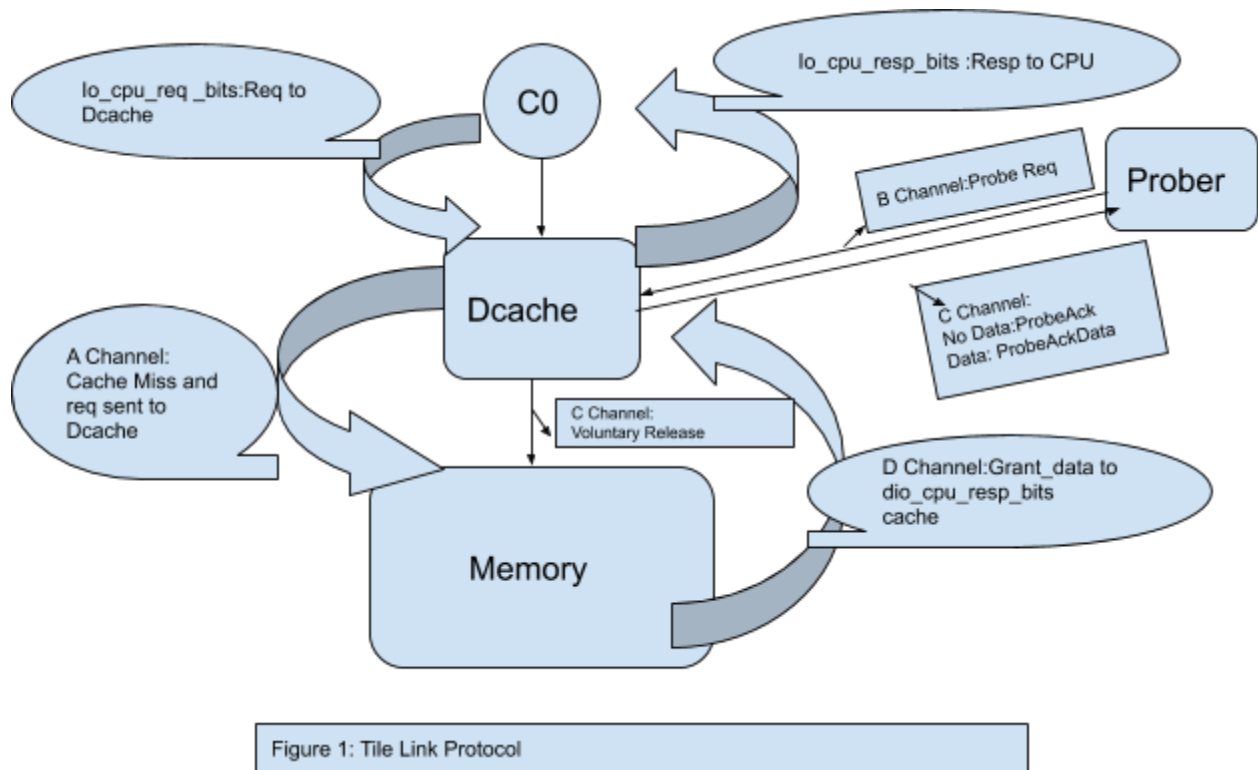 Io_cpu_req _bits:Req to
Dcache
C0
Io_cpu_resp_bits :Resp to CPU
B Channel:Probe Req
Prober
Dcache
C Channel:
No Data:ProbeAck
Data: ProbeAckData
A Channel:
Cache Miss and
req sent to
Dcache
C Channel:
Voluntary Release
D Channel:Grant_data to
dio_cpu_resp_bits
cache
Memory
Figure 1: Tile Link Protocol